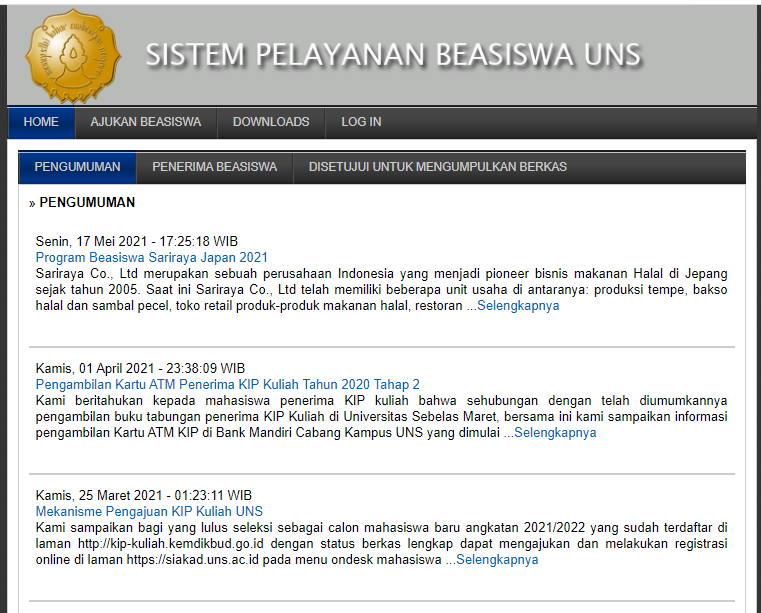 SISTEM PELAYANAN BEASISWA UNS
HOME AJUKAN BEASISWA DOWNLOADS LOG IN
PENGUMUMAN PENERIMA BEASISWA DISETUJUI UNTUK MENGUMPULKAN BERKAS
» PENGUMUMAN
Senin, 17 Mei 2021 - 17:25:18 WIB
Program Beasiswa Sariraya Japan 2021
Sariraya Co., Ltd merupakan sebuah perusahaan Indonesia yang menjadi pioneer bisnis makanan Halal di Jepang
sejak tahun 2005. Saat ini Sariraya Co., Ltd telah memiliki beberapa unit usaha di antaranya: produksi tempe, bakso
halal dan sambal pecel, toko retail produk-produk makanan halal, restoran ...Selengkapnya
Kamis, 01 April 2021 - 23:38:09 WIB
Pengambilan Kartu ATM Penerima KIP Kuliah Tahun 2020 Tahap 2
Kami beritahukan kepada mahasiswa penerima KIP kuliah bahwa sehubungan dengan telah diumumkannya
pengambilan buku tabungan penerima KIP Kuliah di Universitas Sebelas Maret, bersama ini kami sampaikan informasi
pengambilan Kartu ATM KIP di Bank Mandiri Cabang Kampus UNS yang dimulai ...Selengkapnya
Kamis, 25 Maret 2021 - 01:23:11 WIB
Mekanisme Pengajuan KIP Kuliah UNS
Kami sampaikan bagi yang lulus seleksi sebagai calon mahasiswa baru angkatan 2021/2022 yang sudah terdaftar di
laman http://kip-kuliah.kemdikbud.go.id dengan status berkas lengkap dapat mengajukan dan melakukan registrasi
online di laman https://siakad.uns.ac.id pada menu ondesk mahasiswa ...Selengkapnya